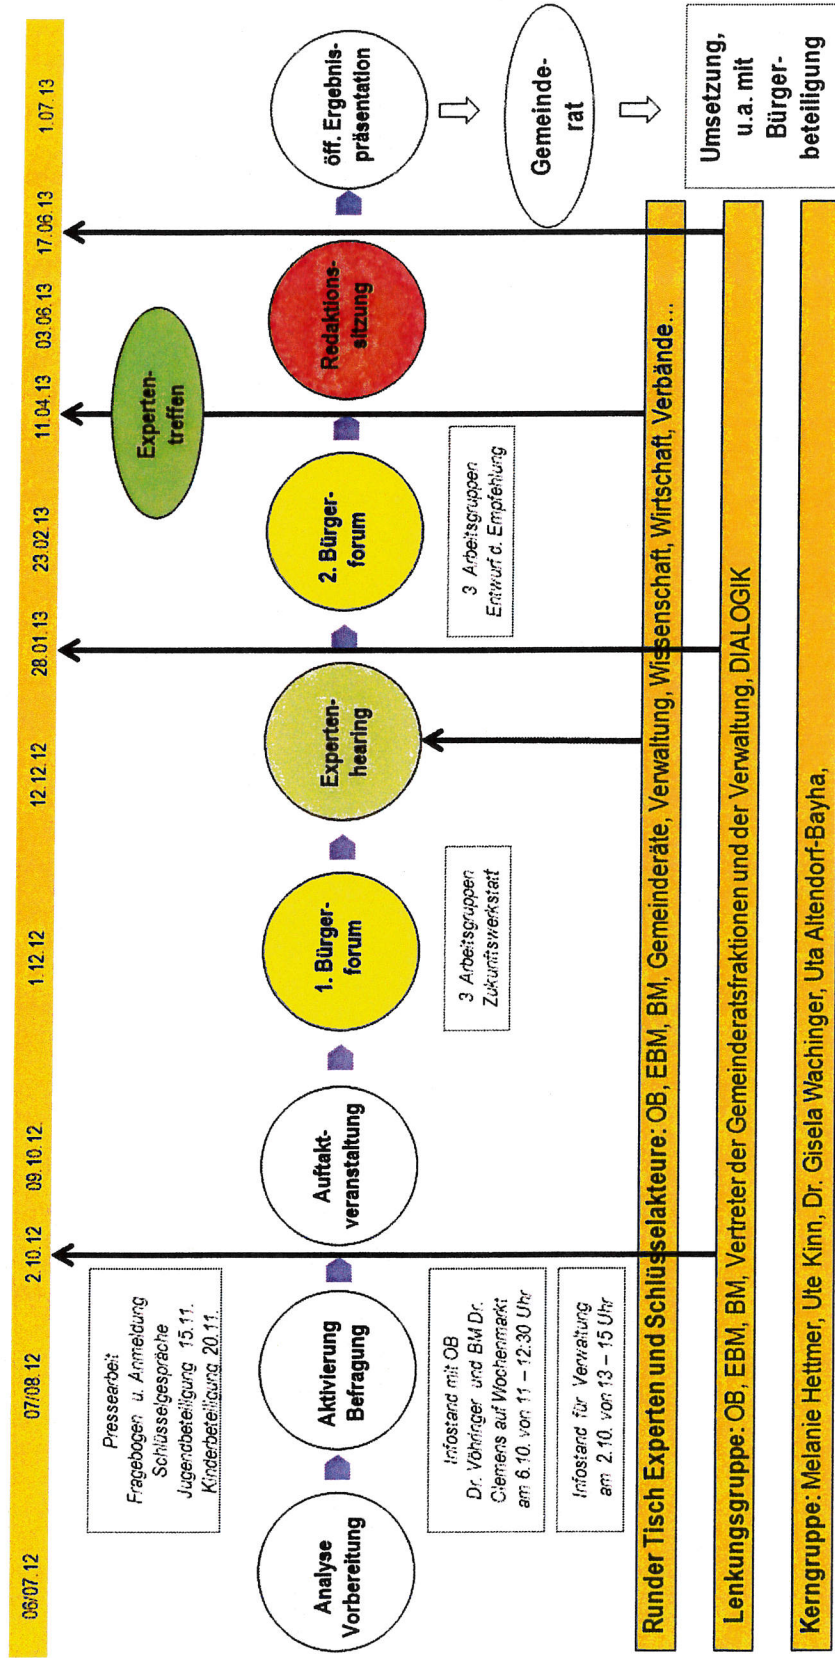 06/07.12 07/08.12 2.10.12 09.10.12. 1.12.12 12.12.12 28.01.13 23.02.13 11.04.13 03.06.13 17.06.13 1.07.13
Pressearbeit
Fragebogen u. Anmeldung
Schlüsselgespräche
Jugendbeteiligung 15.11.
Kinderbeteiligung 20.11.
Experten-
treffen
Analyse
Vorbereitung
Aktivierung
Befragung
Auftakt-
veranstaltung
1. Bürger-
forum
Experten-
hearing
2. Bürger-
forum
Redaktions-
sitzung
öff. Ergebnis-
präsentation
Infostand mit OB
Dr. Vöhringer und BM Dr.
Clemens auf Wochenmarkt
am 6.10. von 11 – 12:30 Uhr
Infostand für Verwaltung
am 2.10. von 13 – 15 Uhr
3 Arbeitsgruppen
Zukunftswerkstatt
3 Arbeitsgruppen
Entwurf d. Empfehlung
Gemeinde-
rat
Umsetzung,
u.a. mit
Bürger-
beteiligung
Runder Tisch Experten und Schlüsselakteure: OB, EBM, BM, Gemeinderäte, Verwaltung, Wissenschaft, Wirtschaft, Verbände...
Lenkungsgruppe: OB, EBM, BM, Vertreter der Gemeinderatsfraktionen und der Verwaltung, DIALOGIK
Kerngruppe: Melanie Hettmer, Ute Kinn, Dr. Gisela Wachinger, Uta Altendorf-Bayha,